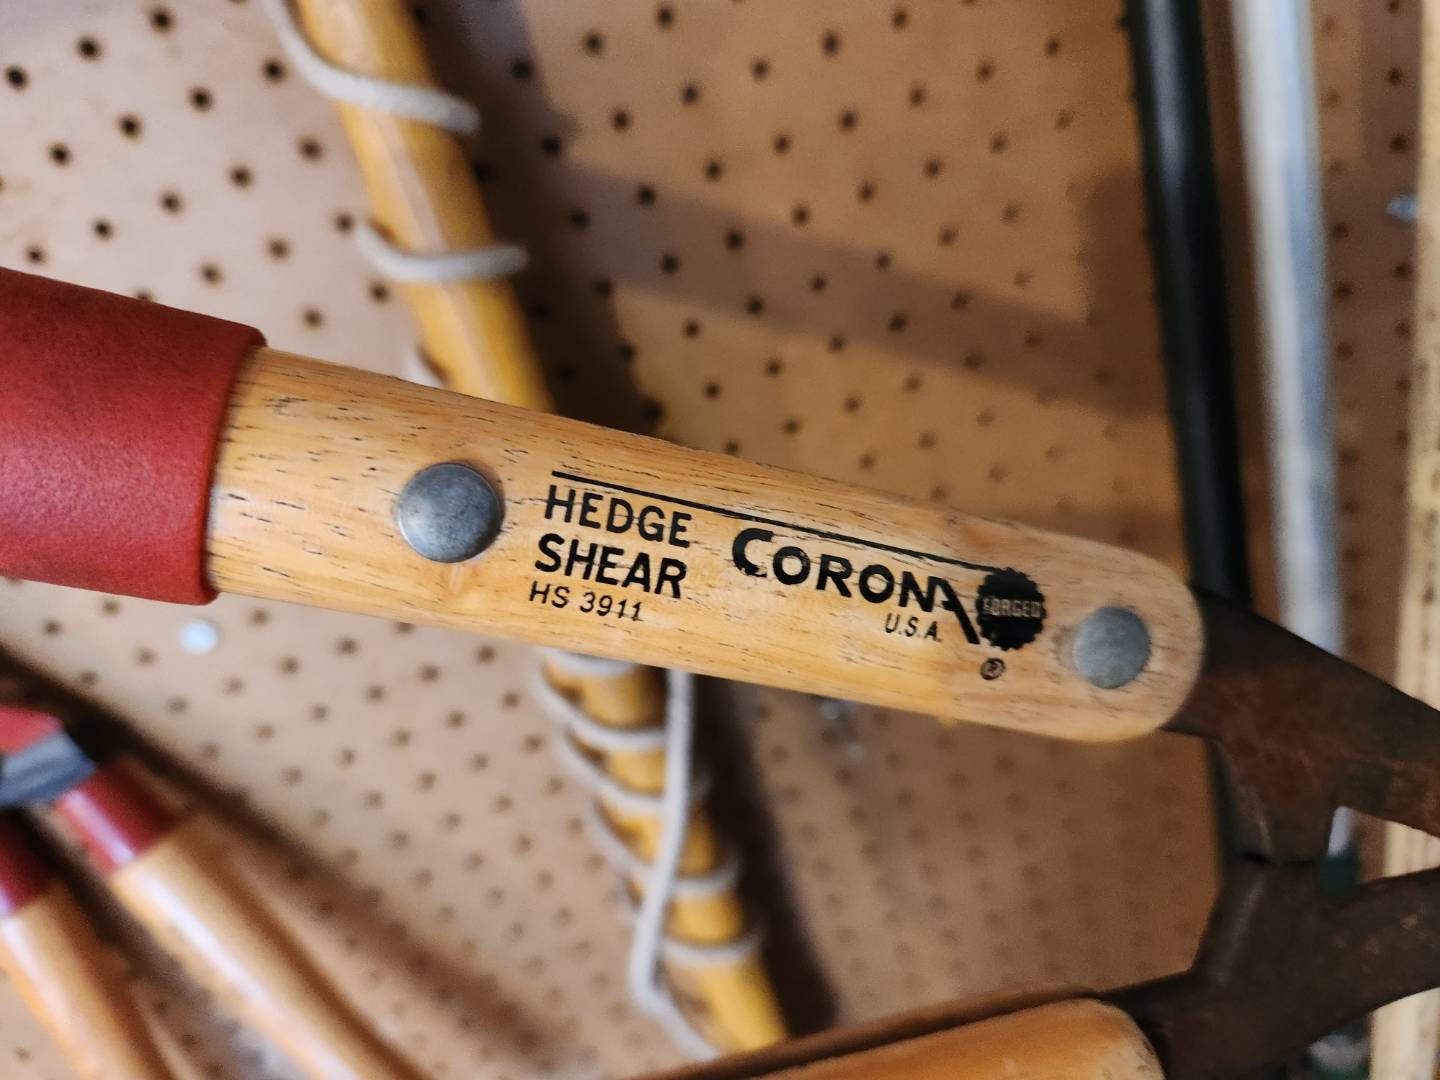 HEDGE
SHEAR
HS 3911
CORONA
FORGED
U.S.A.
®